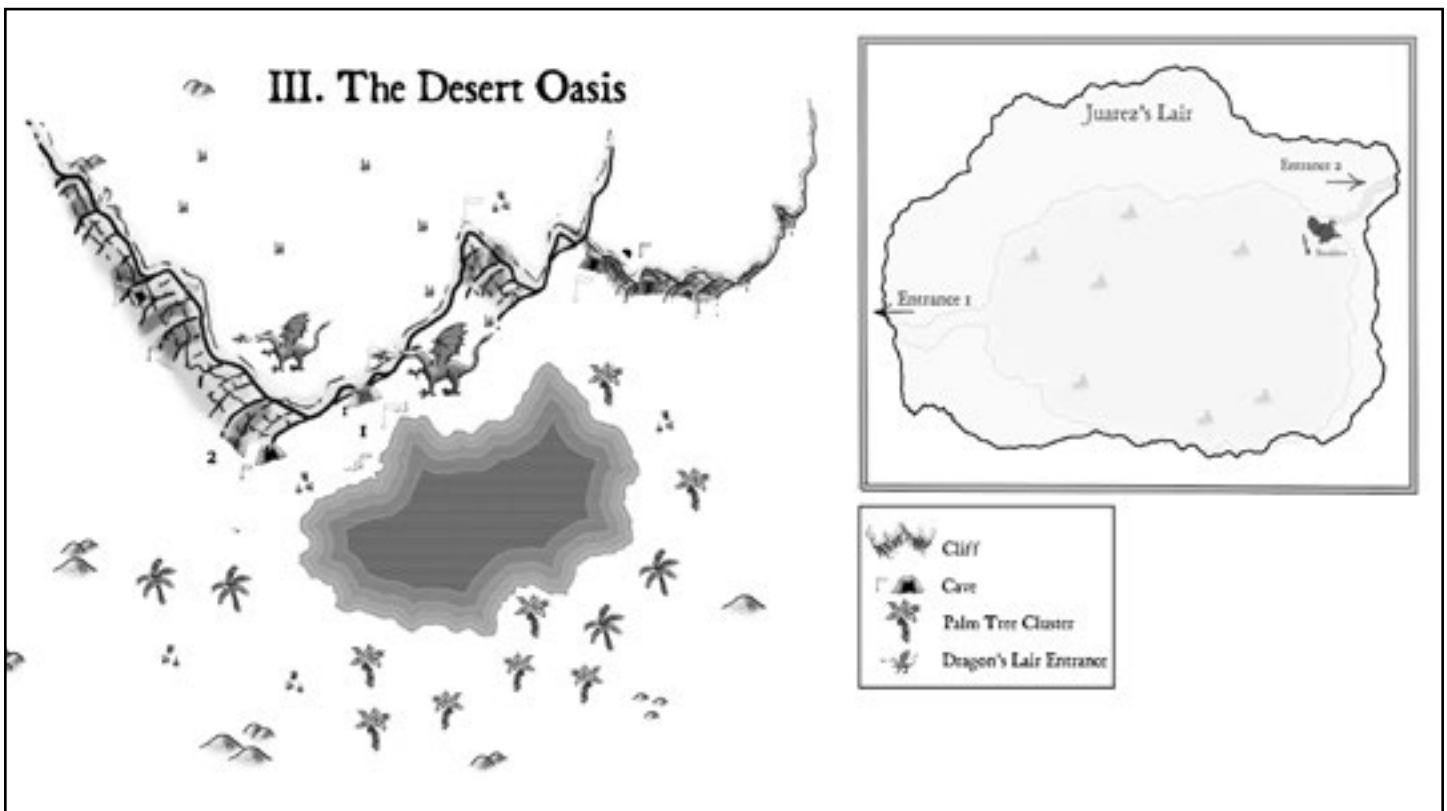 III. The Desert Oasis
Juarez's Lair
Entrance 2
Entrance 1
1
1
2
Cliff
Cave
Palm Tree Cluster
Dragon's Lair Entrance